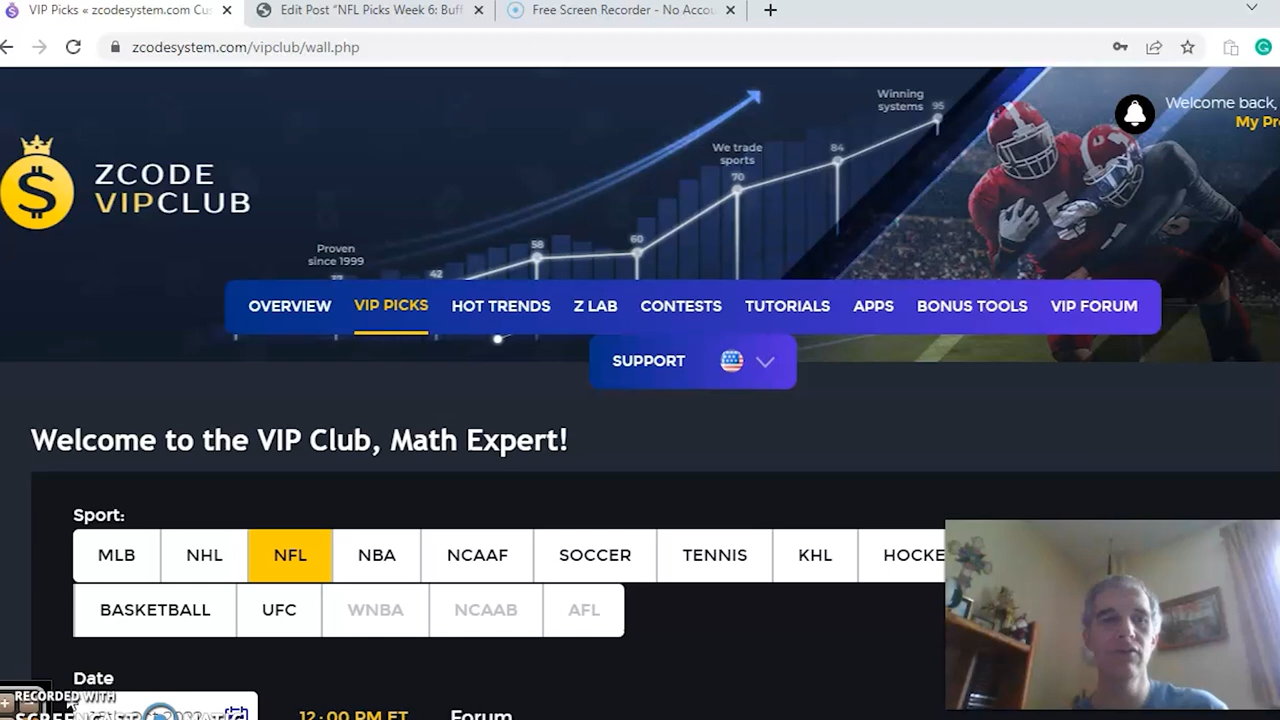 VIP Picks « zcodesystem.com Cus
Edit Post "NFL Picks Week 6: Buff
Free Screen Recorder - No Accou
zcodesystem.com/vipclub/wall.php
Winning
systems 95
Welcome back,
My Pro
We trade
sports
84
70
ZCODE
VIPCLUB
Proven
since 1999
58
60
42
OVERVIEW VIP PICKS HOT TRENDS Z LAB CONTESTS TUTORIALS APPS BONUS TOOLS VIP FORUM
SUPPORT
Welcome to the VIP Club, Math Expert!
Sport:
MLB NHL NFL NBA NCAAF SOCCER TENNIS KHL HOCKE
BASKETBALL UFC WNBA NCAAB AFL
Date
RECORDED WITH
12:00 PM ET Forum